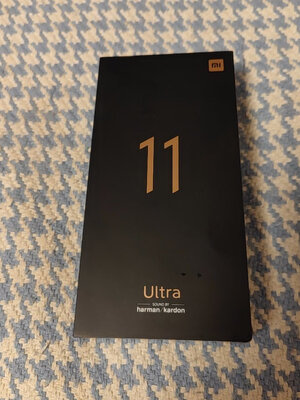 mi
11
Ultra
SOUND BY
harman/kardon